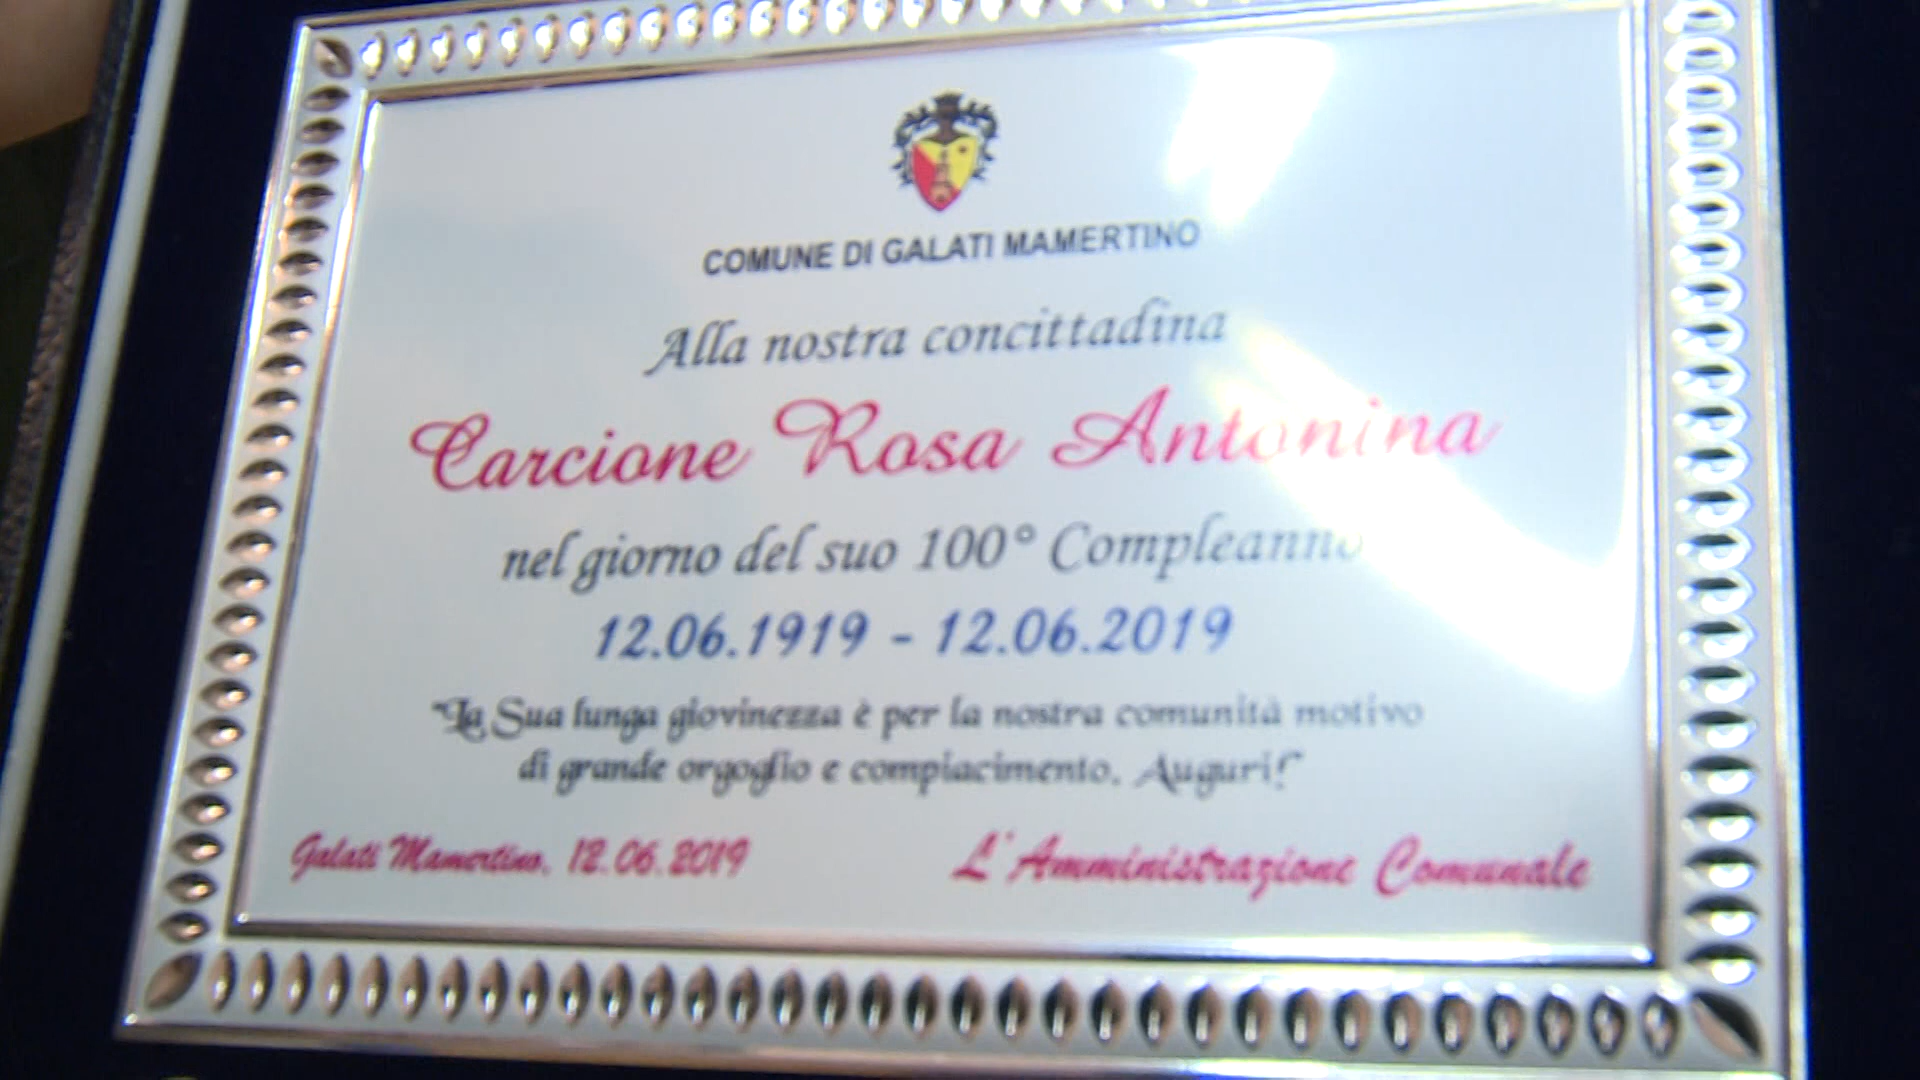 COMUNE DI GALATI MAMERTINO
Alla nostra concittadina
Carcione Rosa Antonina
nel giorno del suo 100° Compleanno
12.06.1919 - 12.06.2019
"La Sua lunga giovinezza è per la nostra comunità motivo
di grande orgoglio e compiacimento. Auguri!"
Galati Mamertino, 12.06.2019
L'Amministrazione Comunale